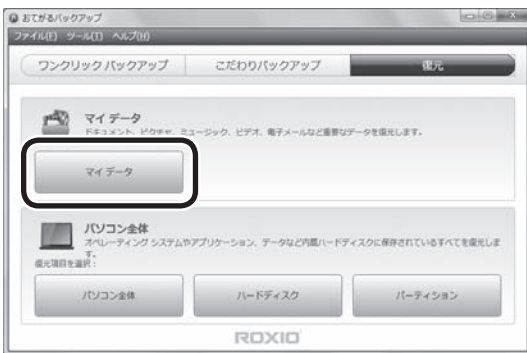 おてがるバックアップ
ファイル(F) ツール(T) ヘルプ(H)
ワンクリック バックアップ こだわりバックアップ 復元
マイ データ
ドキュメント、ピクチャ、ミュージック、ビデオ、電子メールなど重要なデータを復元します。
マイ データ
パソコン全体
オペレーティング システムやアプリケーション、データなど内蔵ハードディスクに保存されているすべてを復元しま
す。
復元項目を選択：
パソコン全体 ハードディスク パーティション
ROXIO